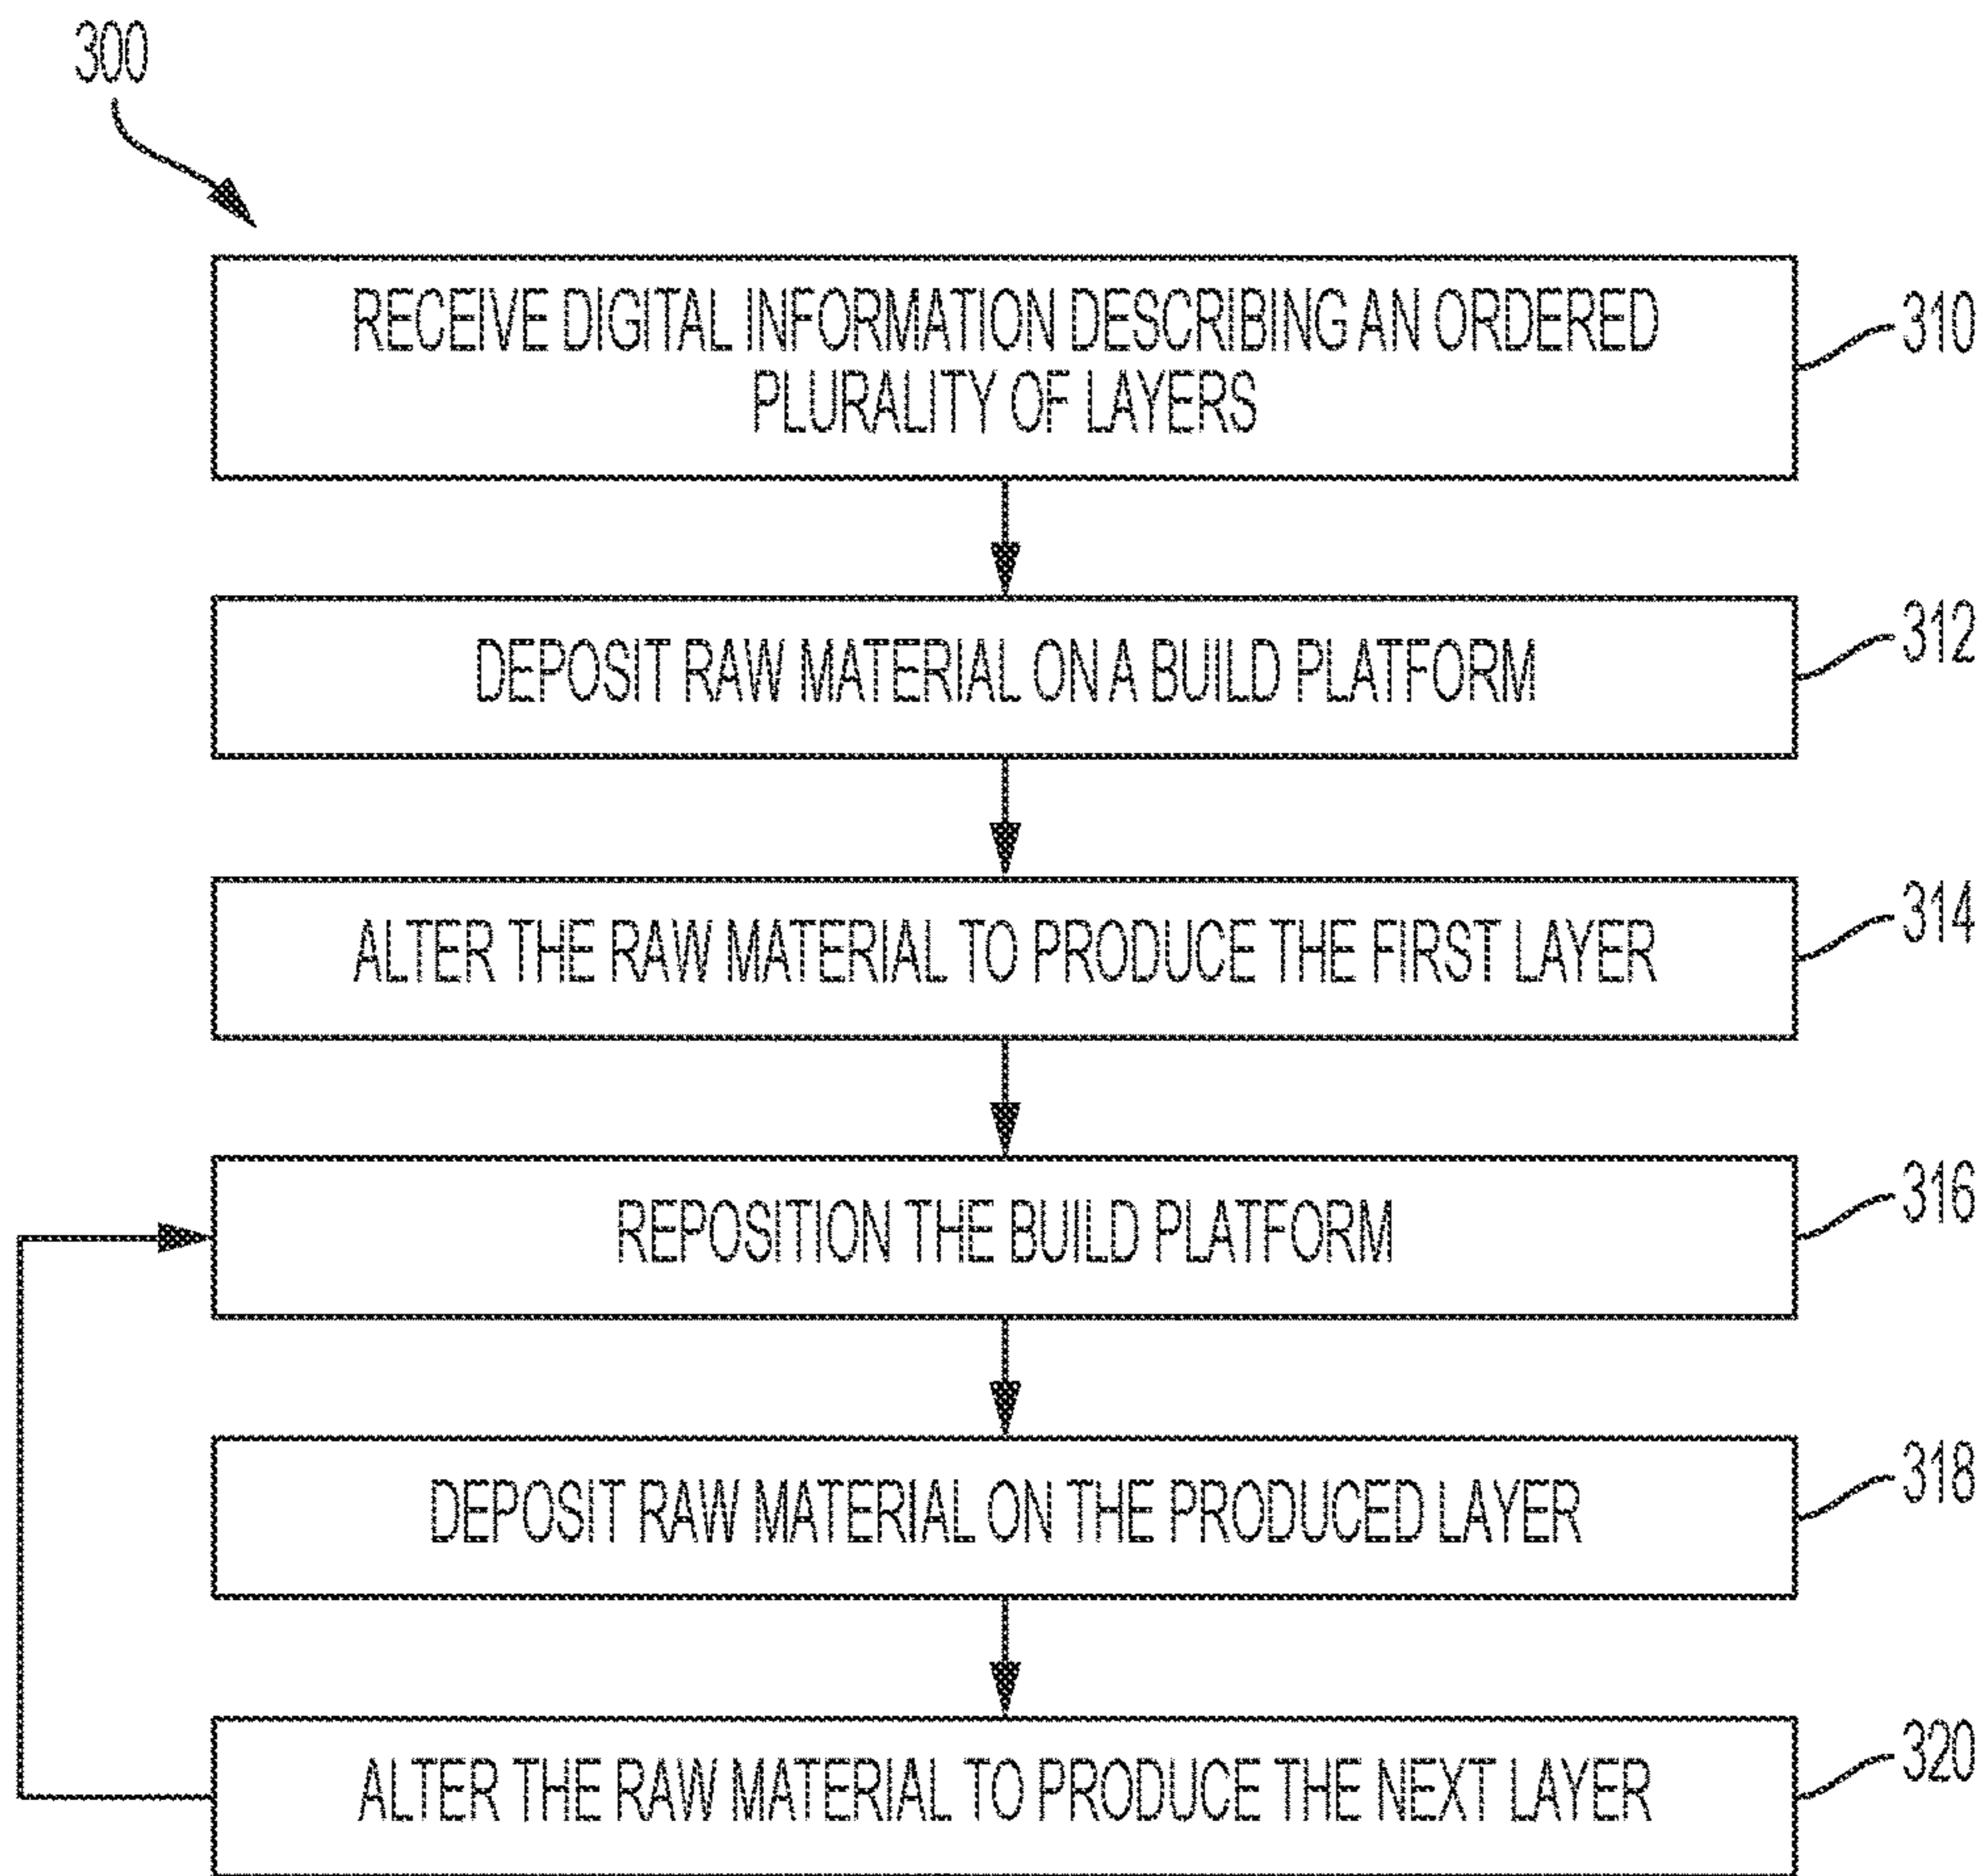 300
RECEIVE DIGITAL INFORMATION DESCRIBING AN ORDERED
PLURALITY OF LAYERS
310
DEPOSIT RAW MATERIAL ON A BUILD PLATFORM
312
ALTER THE RAW MATERIAL TO PRODUCE THE FIRST LAYER
314
REPOSITION THE BUILD PLATFORM
316
DEPOSIT RAW MATERIAL ON THE PRODUCED LAYER
318
ALTER THE RAW MATERIAL TO PRODUCE THE NEXT LAYER
320